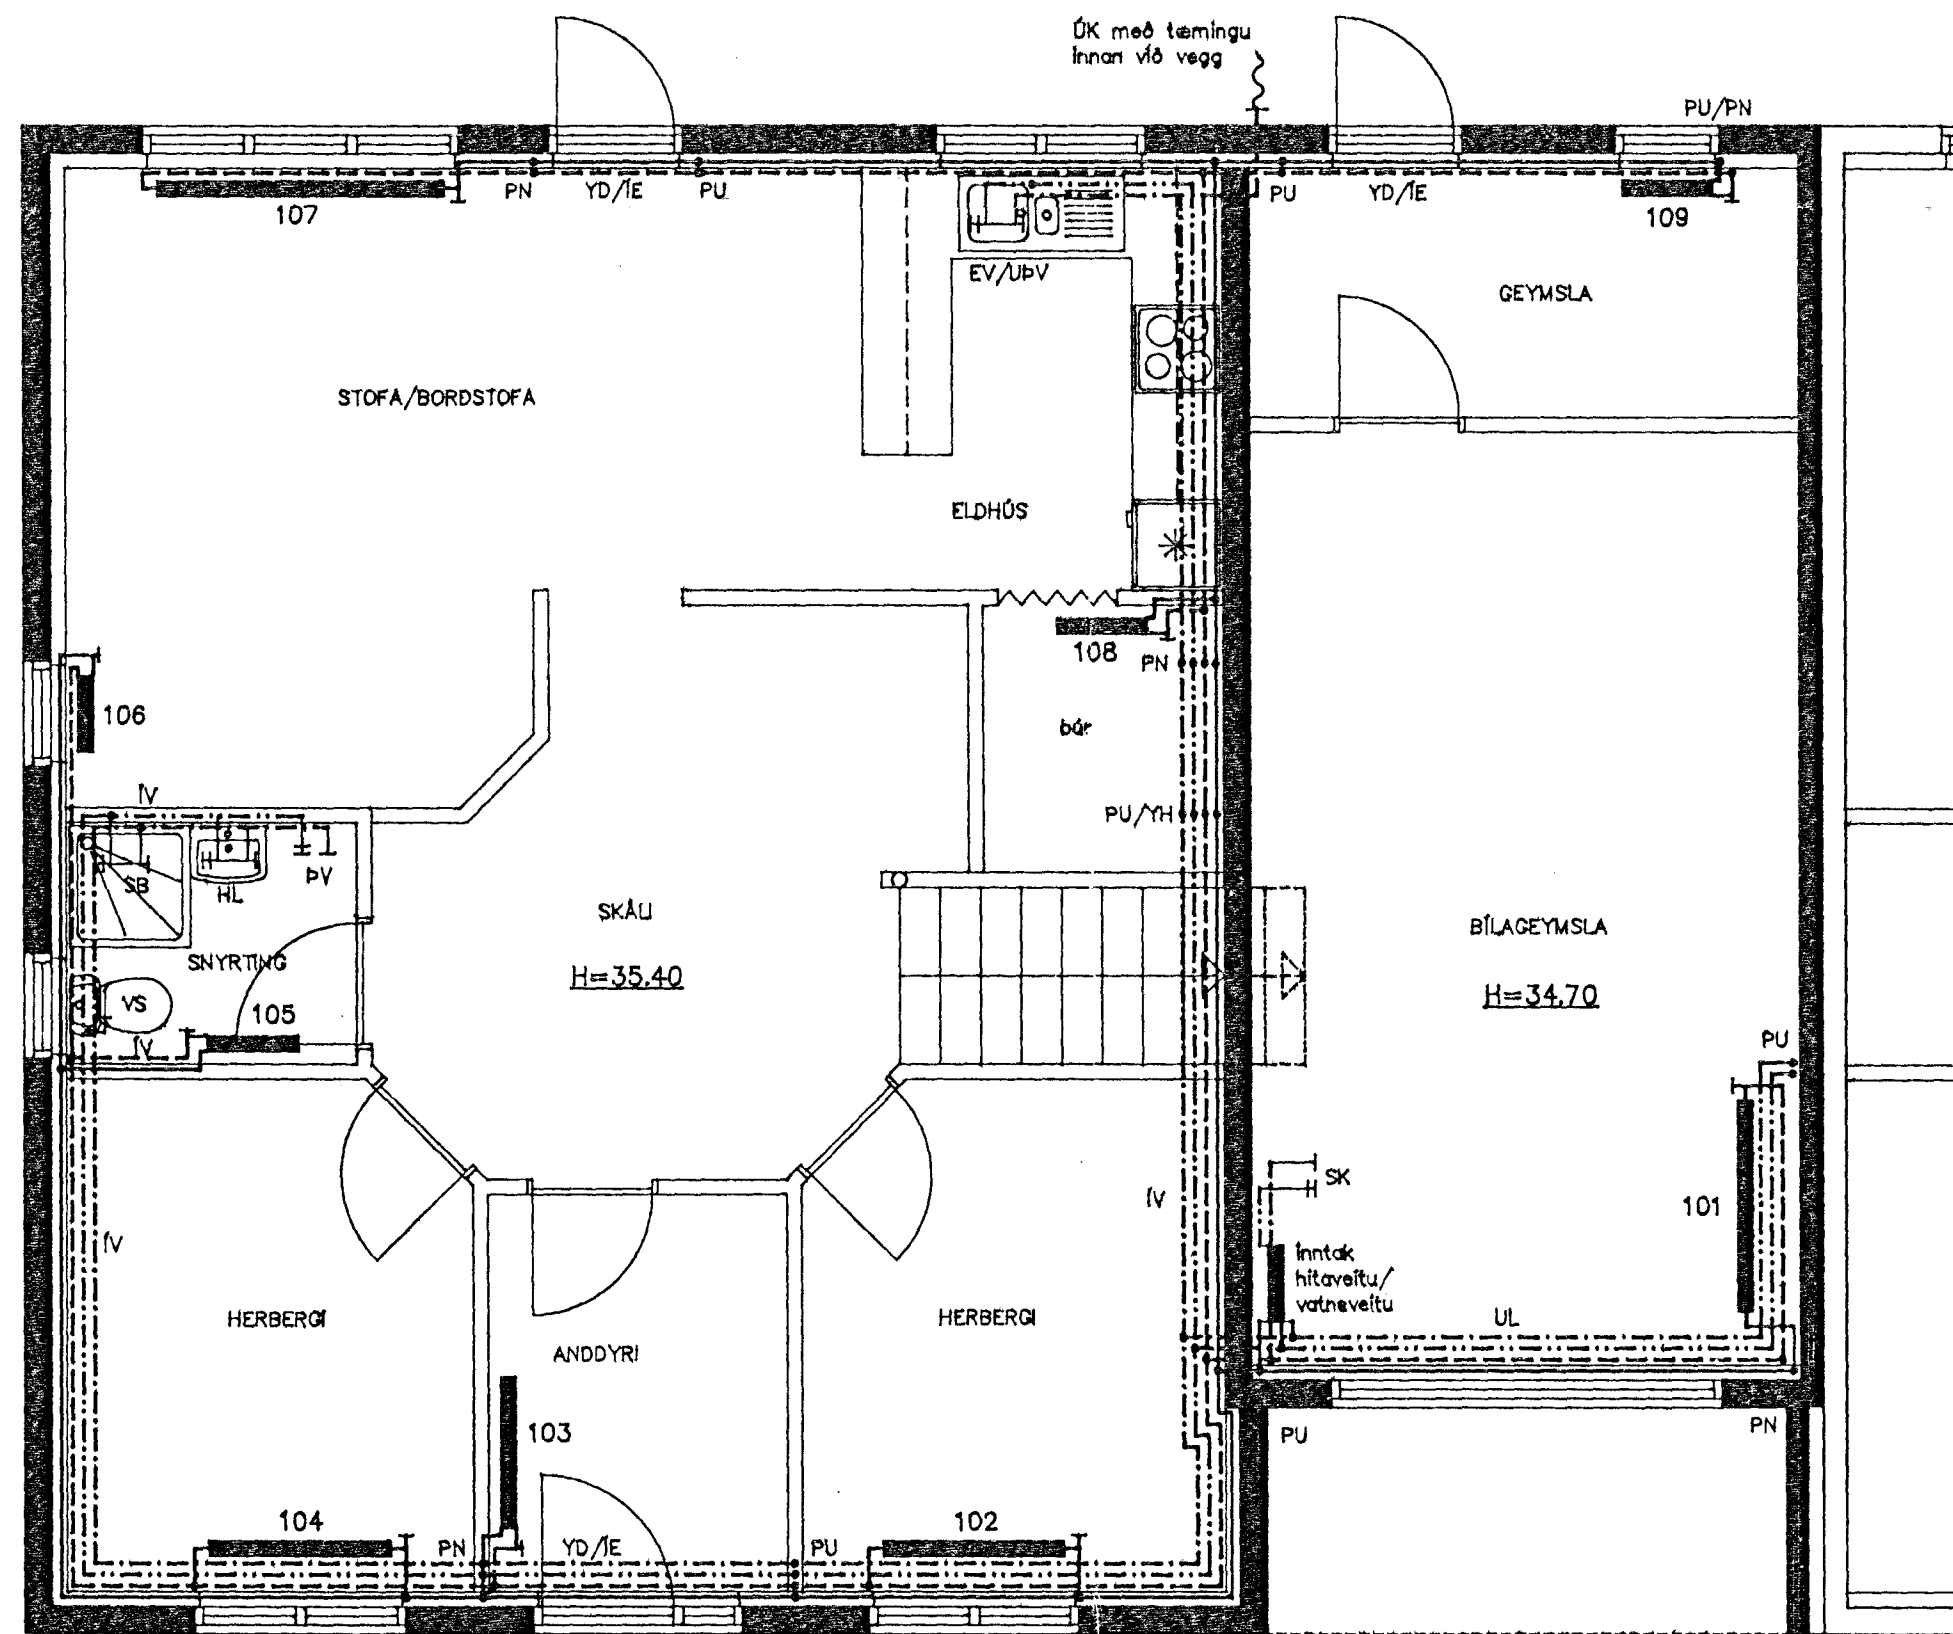 ÚK með tæmingu
innan við vegg
PU/PN
PN
YD/ÍE
PU
PU
YD/ÍE
107
109
EV/UÞV
GEYMSLA
STOFA/BORDSTOFA
ELDHÚS
108
PN
106
búr
ÍV
PU/YH
SB
HL
ÞV
SKÁLI
BÍLAGEYMSLA
SNYRTING
H=35.40
H=34.70
VS
105
ÍV
PU
SK
ÍV
101
ÍV
Inntak
hitaveitu/
vatnsveitu
HERBERGI
HERBERGI
UL
ANDDYRI
103
PU
PN
104
102
PN
YD/ÍE
PU